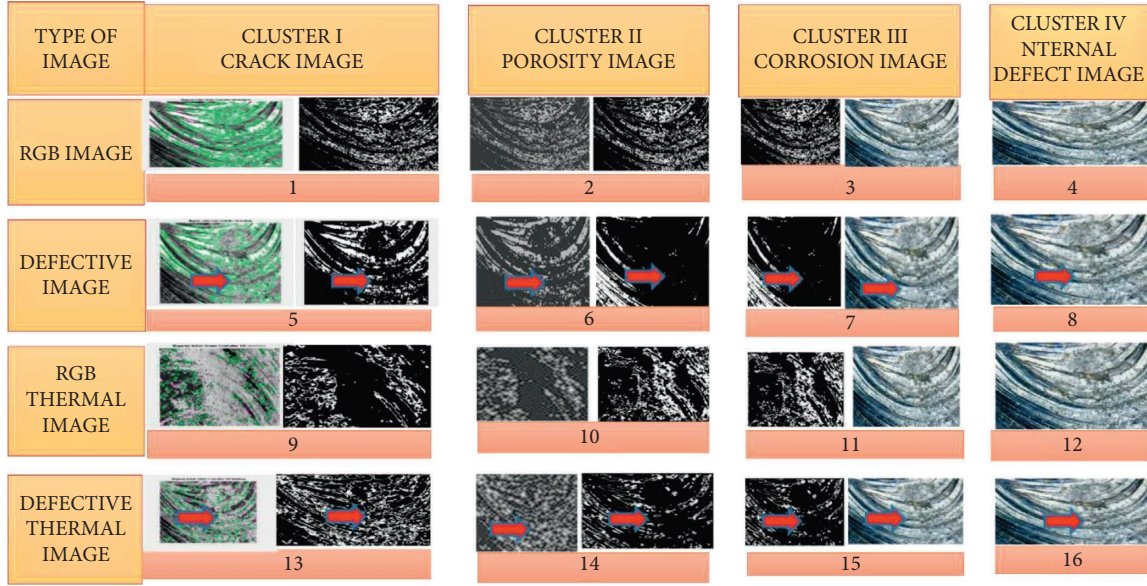 TYPE OF
IMAGE
CLUSTER I
CRACK IMAGE
CLUSTER II
POROSITY IMAGE
CLUSTER III
CORROSION IMAGE
CLUSTER IV
NTERNAL
DEFECT IMAGE
RGB IMAGE
1
2
3
4
DEFECTIVE
IMAGE
5
6
7
8
RGB
THERMAL
IMAGE
9
10
11
12
DEFECTIVE
THERMAL
IMAGE
13
14
15
16